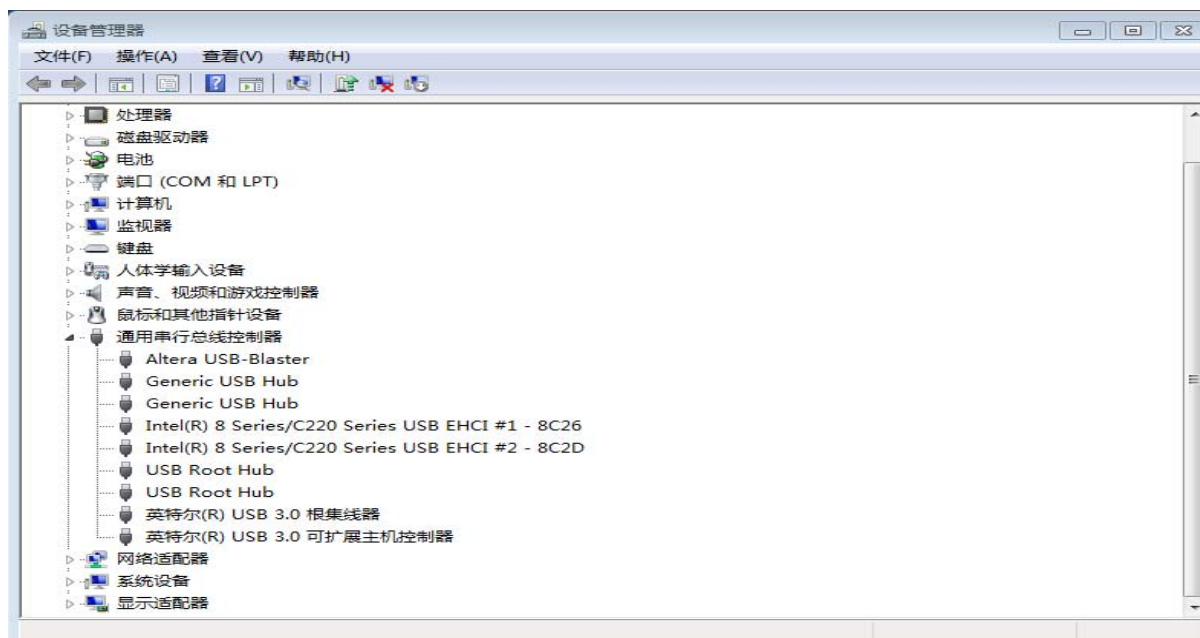 设备管理器
文件(F) 操作(A) 查看(V) 帮助(H)
处理器
磁盘驱动器
电池
端口 (COM 和 LPT)
计算机
监视器
键盘
人体学输入设备
声音、视频和游戏控制器
鼠标和其他指针设备
通用串行总线控制器
Altera USB-Blaster
Generic USB Hub
Generic USB Hub
Intel(R) 8 Series/C220 Series USB EHCI #1 - 8C26
Intel(R) 8 Series/C220 Series USB EHCI #2 - 8C2D
USB Root Hub
USB Root Hub
英特尔(R) USB 3.0 根集线器
英特尔(R) USB 3.0 可扩展主机控制器
网络适配器
系统设备
显示适配器